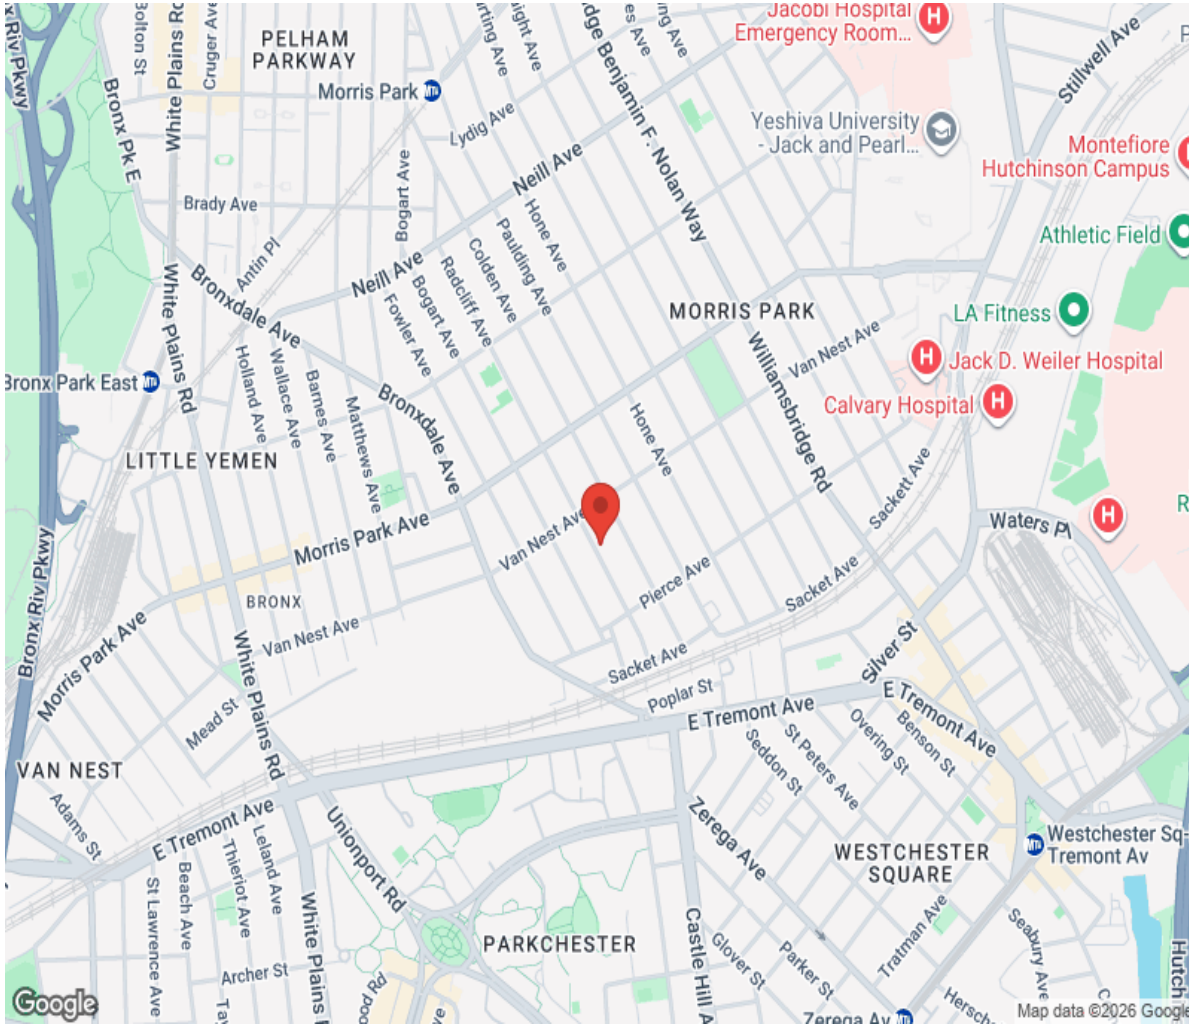 Jacobi Hospital
Emergency Room...
PELHAM
PARKWAY
Morris Park
Bolton St
Cruger Ave
White Plains Rd
Bronx Pk E
Lydig Ave
Neill Ave
Stillwell Ave
Yeshiva University
- Jack and Pearl...
Montefiore
Hutchinson Campus
Benjamin F. Nolan Way
Brady Ave
Bogart Ave
Antin Pl
Hone Ave
Paulding Ave
Colden Ave
Radcliff Ave
Bogart Ave
Fowler Ave
Neill Ave
Athletic Field
White Plains Rd
Bronxdale Ave
MORRIS PARK
LA Fitness
Van Nest Ave
Williamsbridge Rd
Jack D. Weiler Hospital
Calvary Hospital
Bronx Park East
Holland Ave
Wallace Ave
Barnes Ave
Matthews Ave
Bronxdale Ave
Hone Ave
LITTLE YEMEN
Sackett Ave
Waters Pl
Morris Park Ave
Van Nest Ave
Bronx Riv Pkwy
Pierce Ave
Sacket Ave
BRONX
Van Nest Ave
Morris Park Ave
Sacket Ave
Silver St
White Plains Rd
Mead St
Poplar St
E Tremont Ave
E Tremont Ave
Overing St
Benson St
St Peters Ave
Seddon St
VAN NEST
Adams St
E Tremont Ave
Unionport Rd
Zerega Ave
Westchester Sq-
Tremont Av
WESTCHESTER
SQUARE
Leland Ave
Thieriot Ave
Beach Ave
St Lawrence Ave
White Plains
Archer St
PARKCHESTER
Castle Hill A
Glover St
Parker St
Tratman Ave
Seabury Ave
Hersch
Hutch
Zerega Av
Google
Map data ©2026 Google